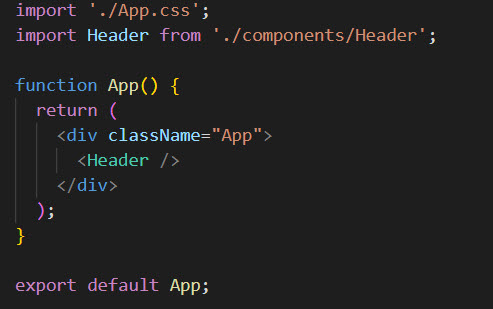 import './App.css';
import Header from './components/Header';

function App() {
  return (
    <div className="App">
      <Header />
    </div>
  );
}

export default App;